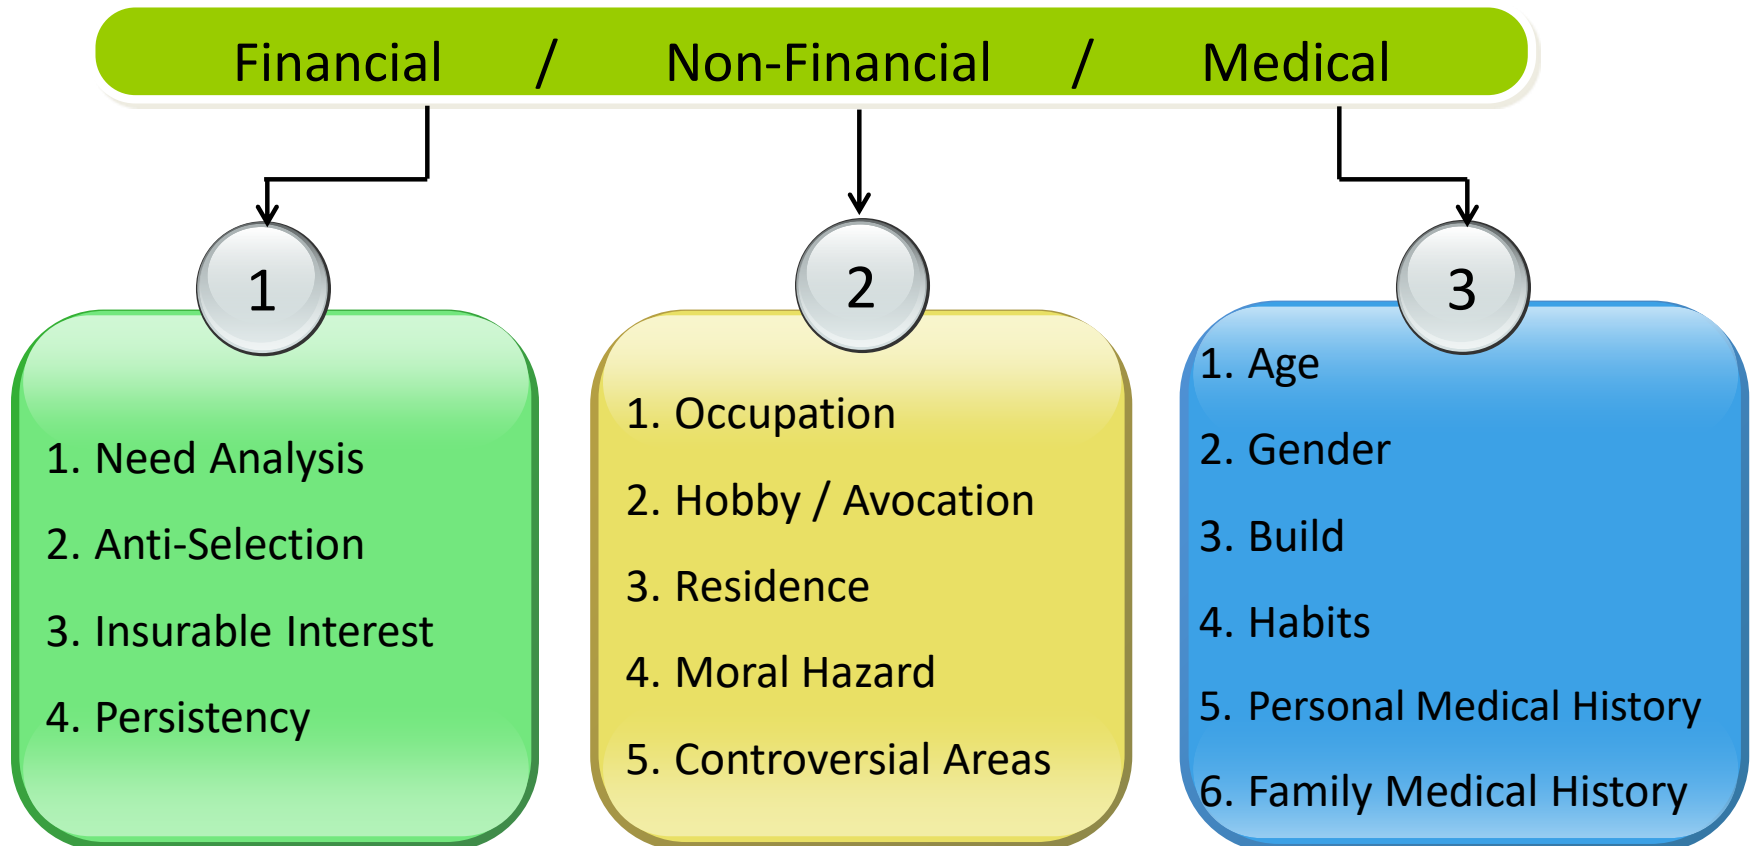 Financial / Non-Financial / Medical
1
1. Need Analysis
2. Anti-Selection
3. Insurable Interest
4. Persistency
2
1. Occupation
2. Hobby / Avocation
3. Residence
4. Moral Hazard
5. Controversial Areas
3
1. Age
2. Gender
3. Build
4. Habits
5. Personal Medical History
6. Family Medical History